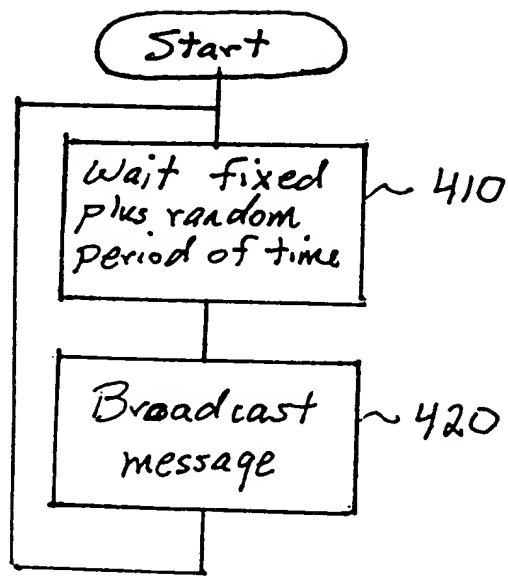 Start
Wait fixed
plus random
period of time
410
Broadcast
message
420